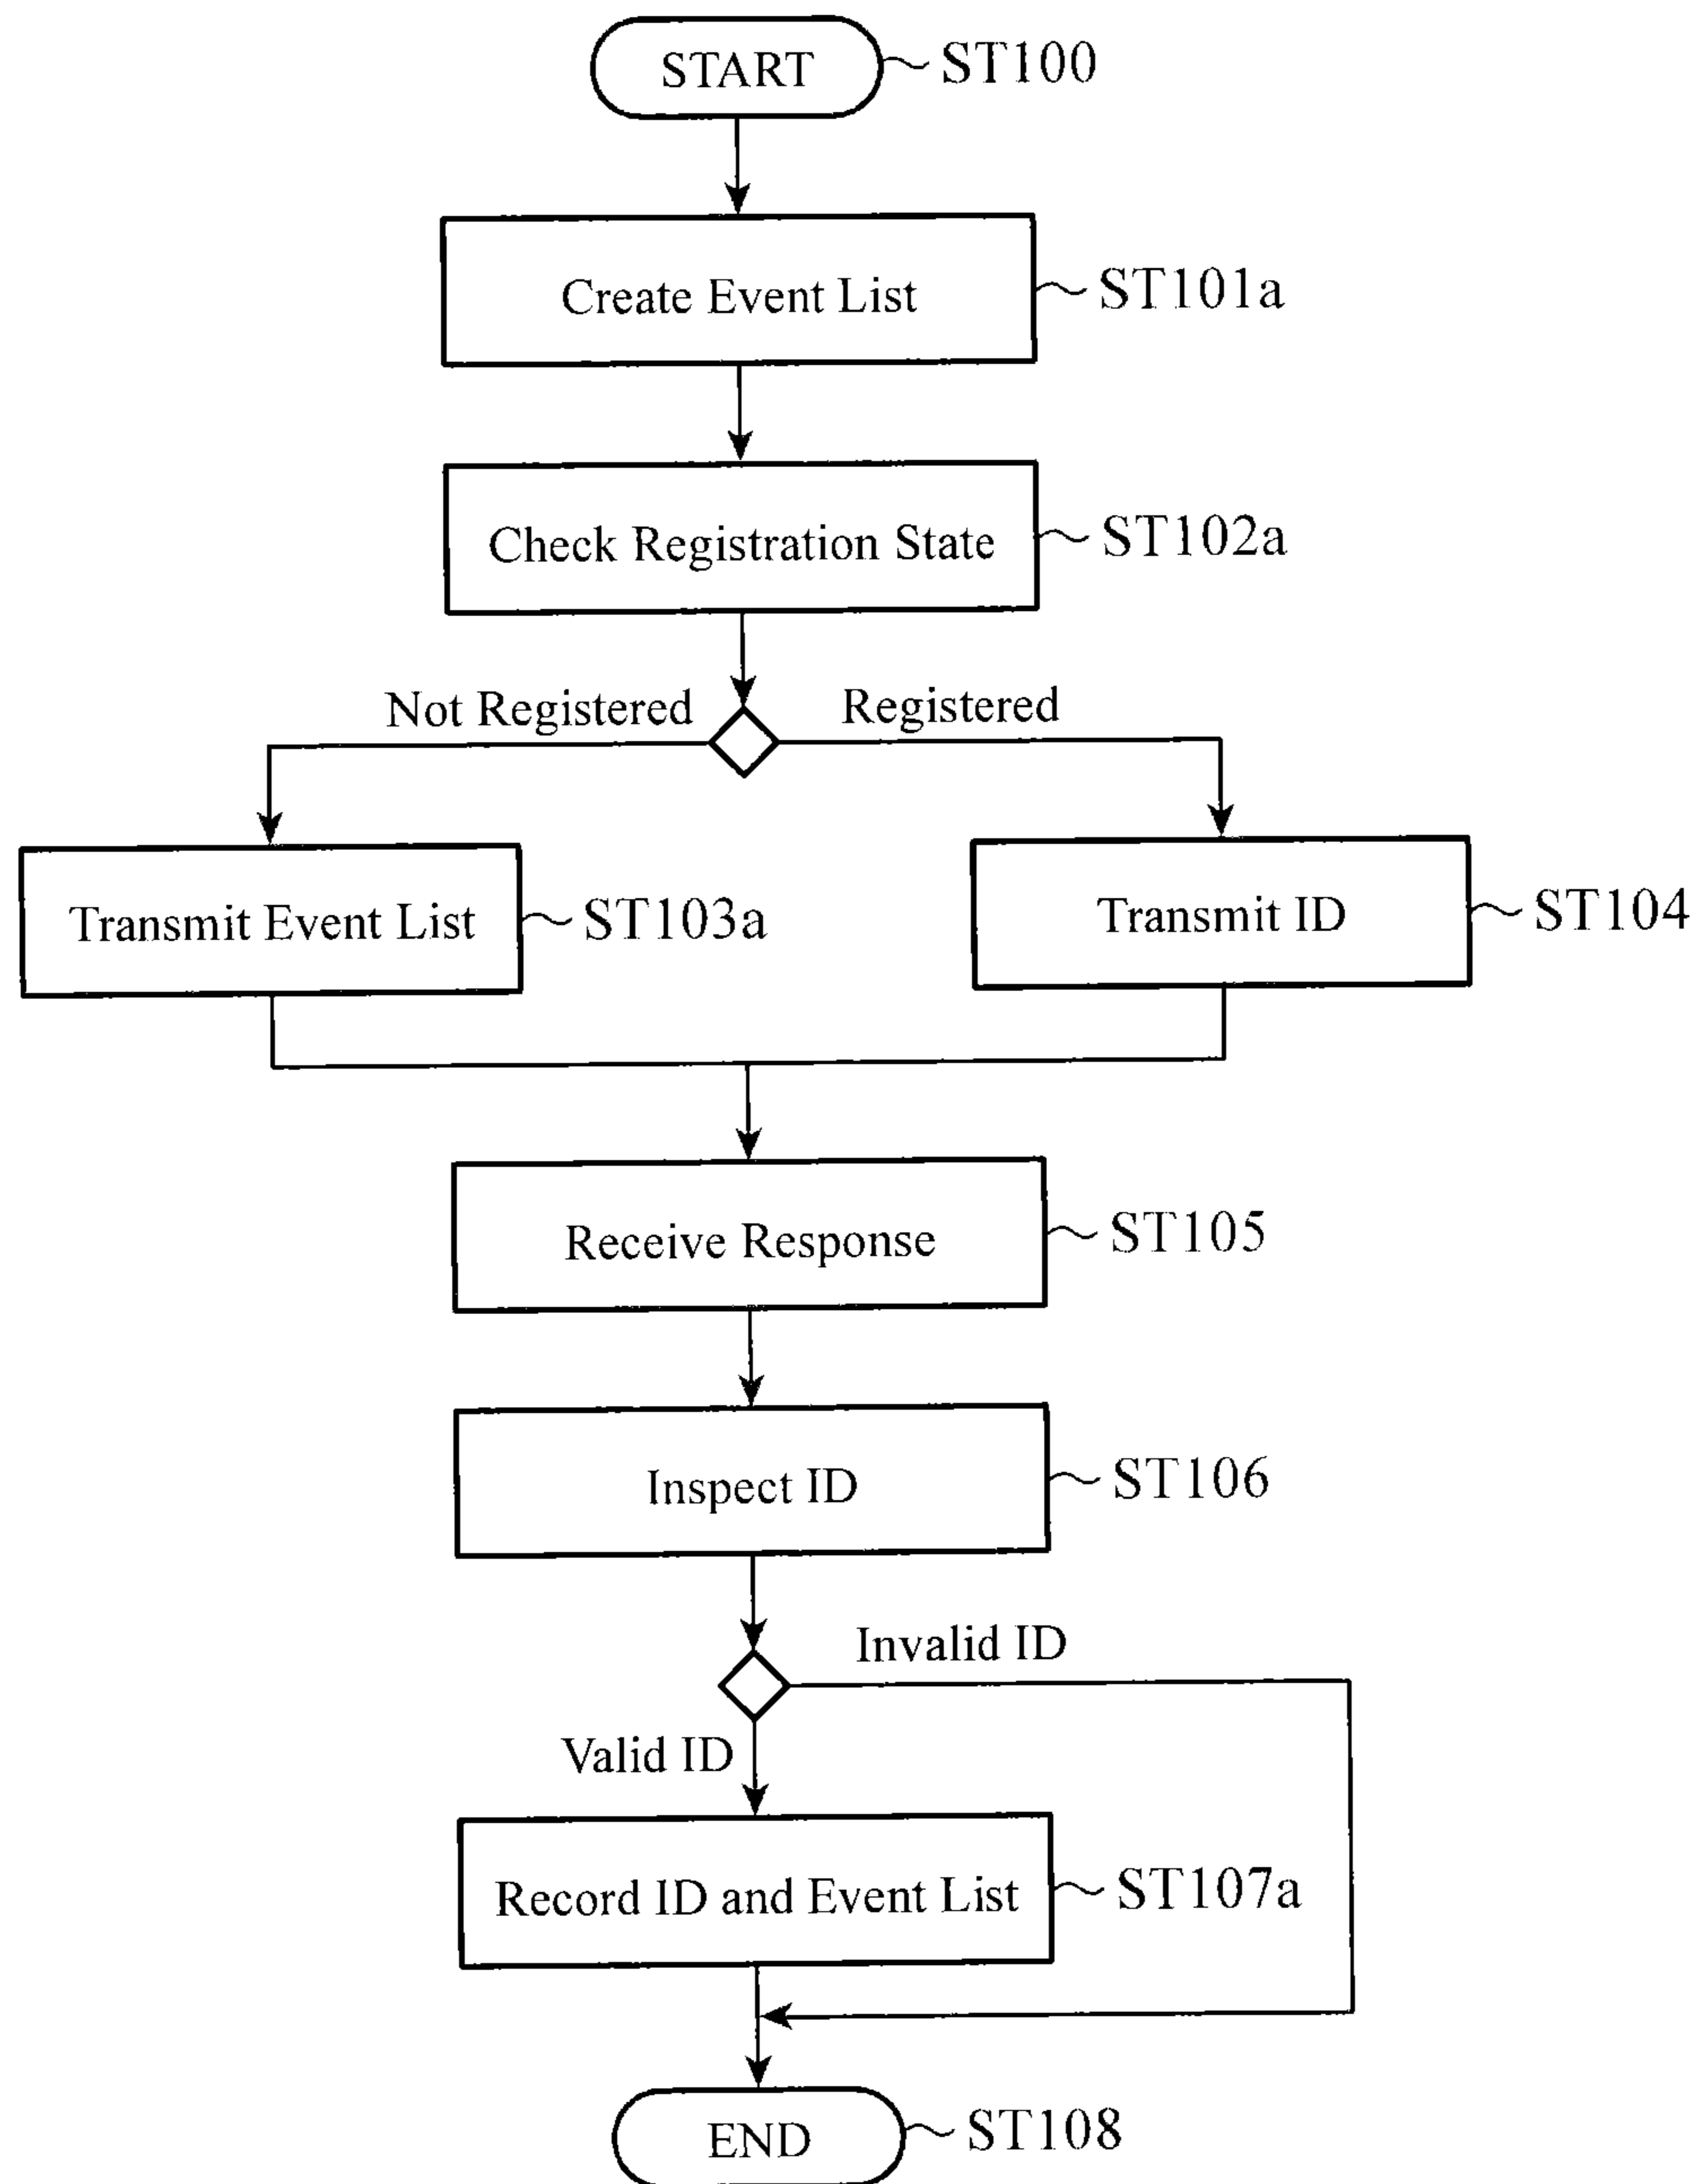 START
ST100
Create Event List
ST101a
Check Registration State
ST102a
Not Registered
Registered
Transmit Event List
ST103a
Transmit ID
ST104
Receive Response
ST105
Inspect ID
ST106
Invalid ID
Valid ID
Record ID and Event List
ST107a
END
ST108